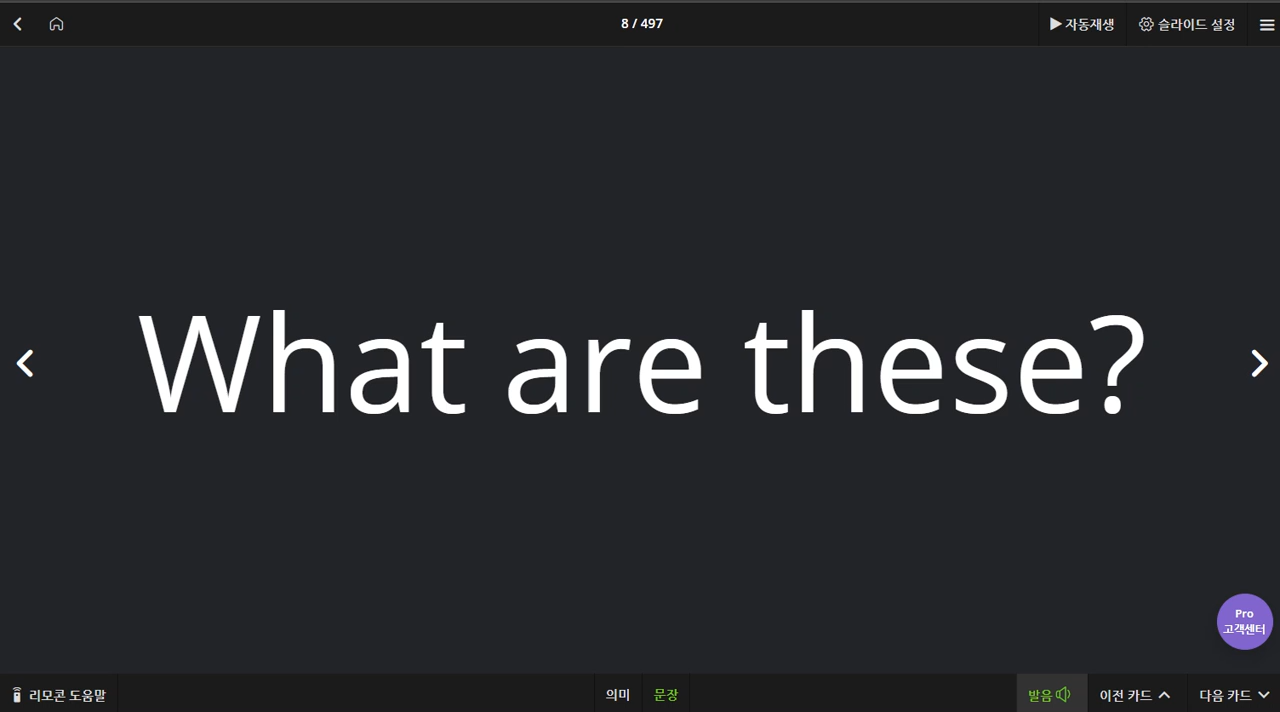 8 / 497
자동재생
슬라이드 설정
What are these?
Pro
고객센터
리모콘 도움말
의미
문장
발음
이전 카드
다음 카드